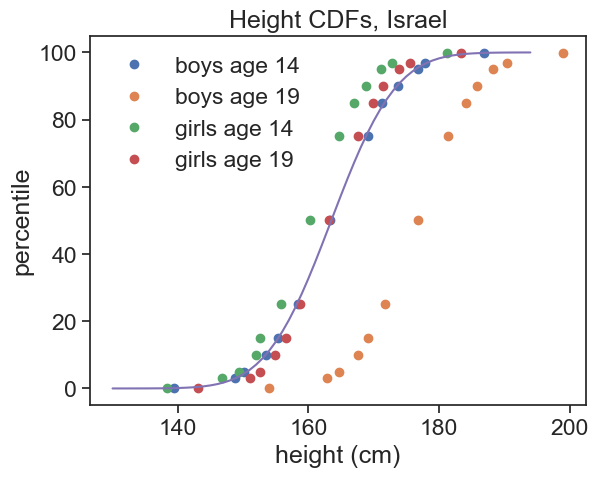 Height CDFs, Israel
percentile
100
80
60
40
20
0
boys age 14
boys age 19
girls age 14
girls age 19
140 160 180 200
height (cm)